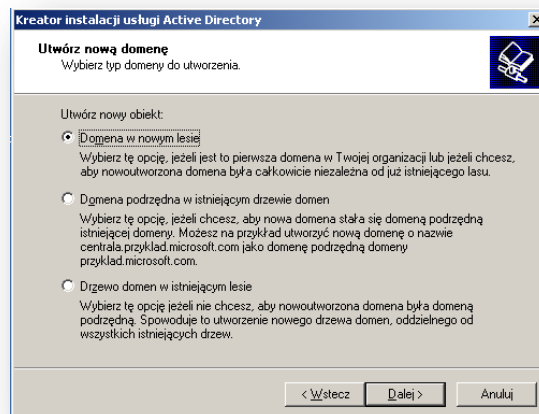 Kreator instalacji usługi Active Directory
Utwórz nową domenę
Wybierz typ domeny do utworzenia.
Utwórz nowy obiekt:
Domena w nowym lesie
Wybierz tę opcję, jeżeli jest to pierwsza domena w Twojej organizacji lub jeżeli chcesz,
aby nowoutworzona domena była całkowicie niezależna od już istniejącego lasu.
Domena podrzędna w istniejącym drzewie domen
Wybierz tę opcję, jeżeli chcesz, aby nowa domena stała się domeną podrzędną
istniejącej domeny. Możesz na przykład utworzyć nową domenę o nazwie
centrala.przyklad.microsoft.com jako domenę podrzędną domeny
przyklad.microsoft.com.
Drzewo domen w istniejącym lesie
Wybierz tę opcję jeżeli nie chcesz, aby nowoutworzona domena była domeną
podrzędną. Spowoduje to utworzenie nowego drzewa domen, oddzielnego od
wszystkich istniejących drzew.
< Wstecz Dalej > Anuluj